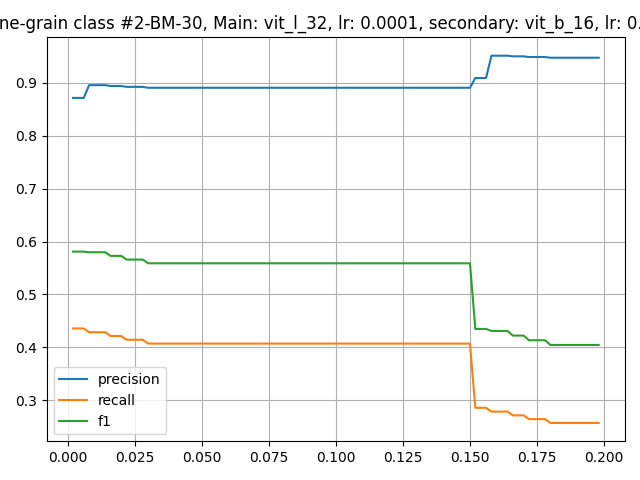 ne-grain class #2-BM-30, Main: vit_l_32, lr: 0.0001, secondary: vit_b_16, lr: 0.
0.9
0.8
0.7
0.6
0.5
0.4
0.3
precision
recall
f1
0.000 0.025 0.050 0.075 0.100 0.125 0.150 0.175 0.200